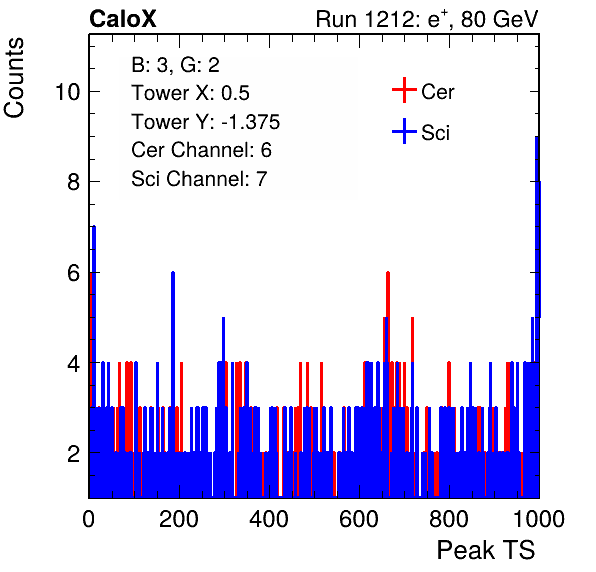 CaloX Run 1212: e⁺, 80 GeV
Counts
B: 3, G: 2
Tower X: 0.5
Tower Y: -1.375
Cer Channel: 6
Sci Channel: 7
Cer
Sci
10
8
6
4
2
0 200 400 600 800 1000
Peak TS